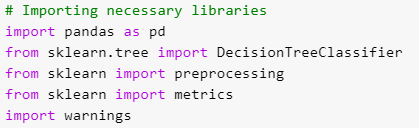 # Importing necessary libraries
import pandas as pd
from sklearn.tree import DecisionTreeClassifier
from sklearn import preprocessing
from sklearn import metrics
import warnings